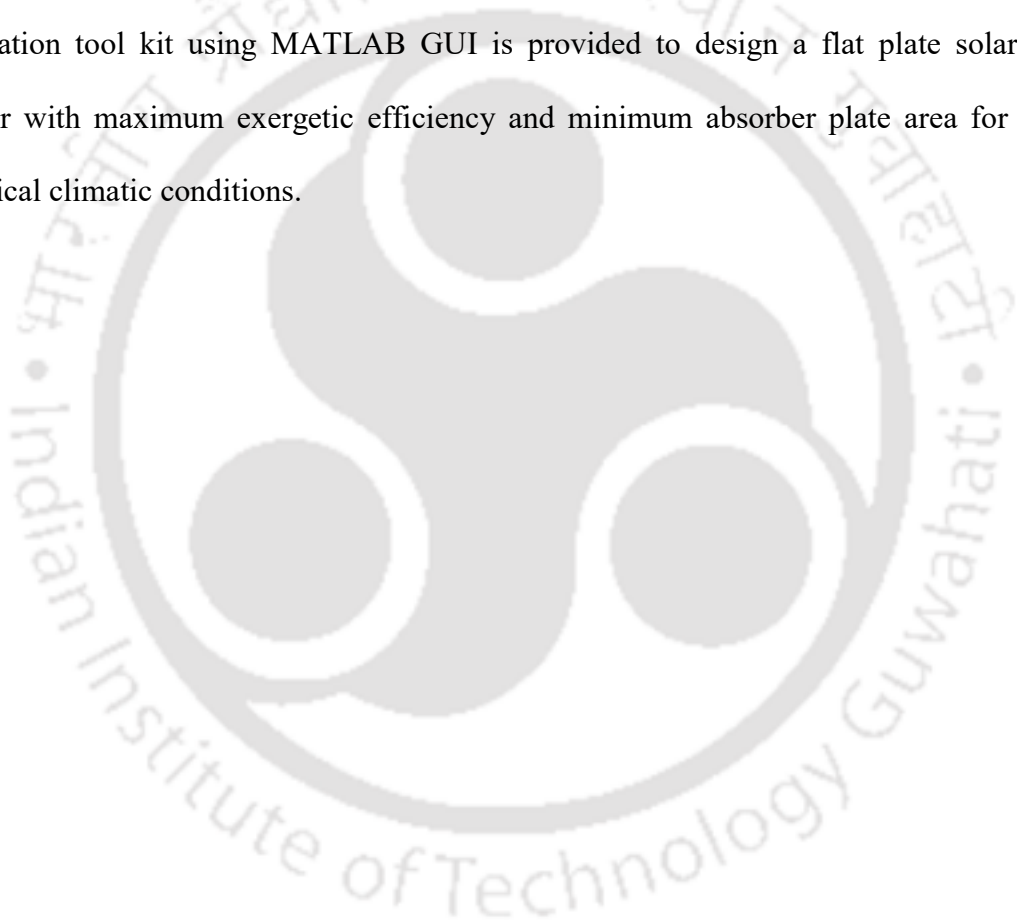 ation tool kit using MATLAB GUI is provided to design a flat plate solar
r with maximum exergetic efficiency and minimum absorber plate area for
ical climatic conditions.
• Indian Institute of Technology Guwahati •